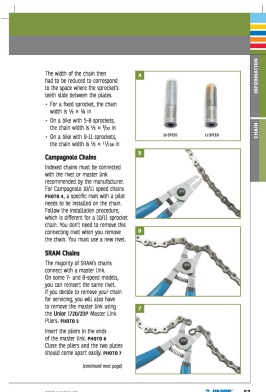 The width of the chain then
had to be reduced to correspond
to the space where the sprocket's
teeth slide between the plates.
• For a fixed sprocket, the chain
width is ½ × ⅛ in
• On a bike with 5–8 sprockets,
the chain width is ½ × ³⁄₃₂ in
• On a bike with 9–11 sprockets,
the chain width is ½ × ¹¹⁄₁₂₈ in
4
10-SPEED
11-SPEED
INFORMATION
CHAIN
Campagnolo Chains
Indexed chains must be connected
with the rivet or master link
recommended by the manufacturer.
For Campagnolo 10/11 speed chains
PHOTO 4, a specific rivet with a pilot
needs to be installed on the chain.
Follow the installation procedure,
which is different for a 10/11 sprocket
chain. You don't need to remove this
connecting rivet when you remove
the chain. You must use a new rivet.
5
SRAM Chains
The majority of SRAM's chains
connect with a master link.
On some 7- and 8-speed models,
you can reinsert the same rivet.
If you decide to remove your chain
for servicing, you will also have
to remove the master link using
the Unior 1720/2DP Master Link
Pliers. PHOTO 5
6
Insert the pliers in the ends
of the master link. PHOTO 6
Close the pliers and the two plates
should come apart easily. PHOTO 7
7
(continued next page)